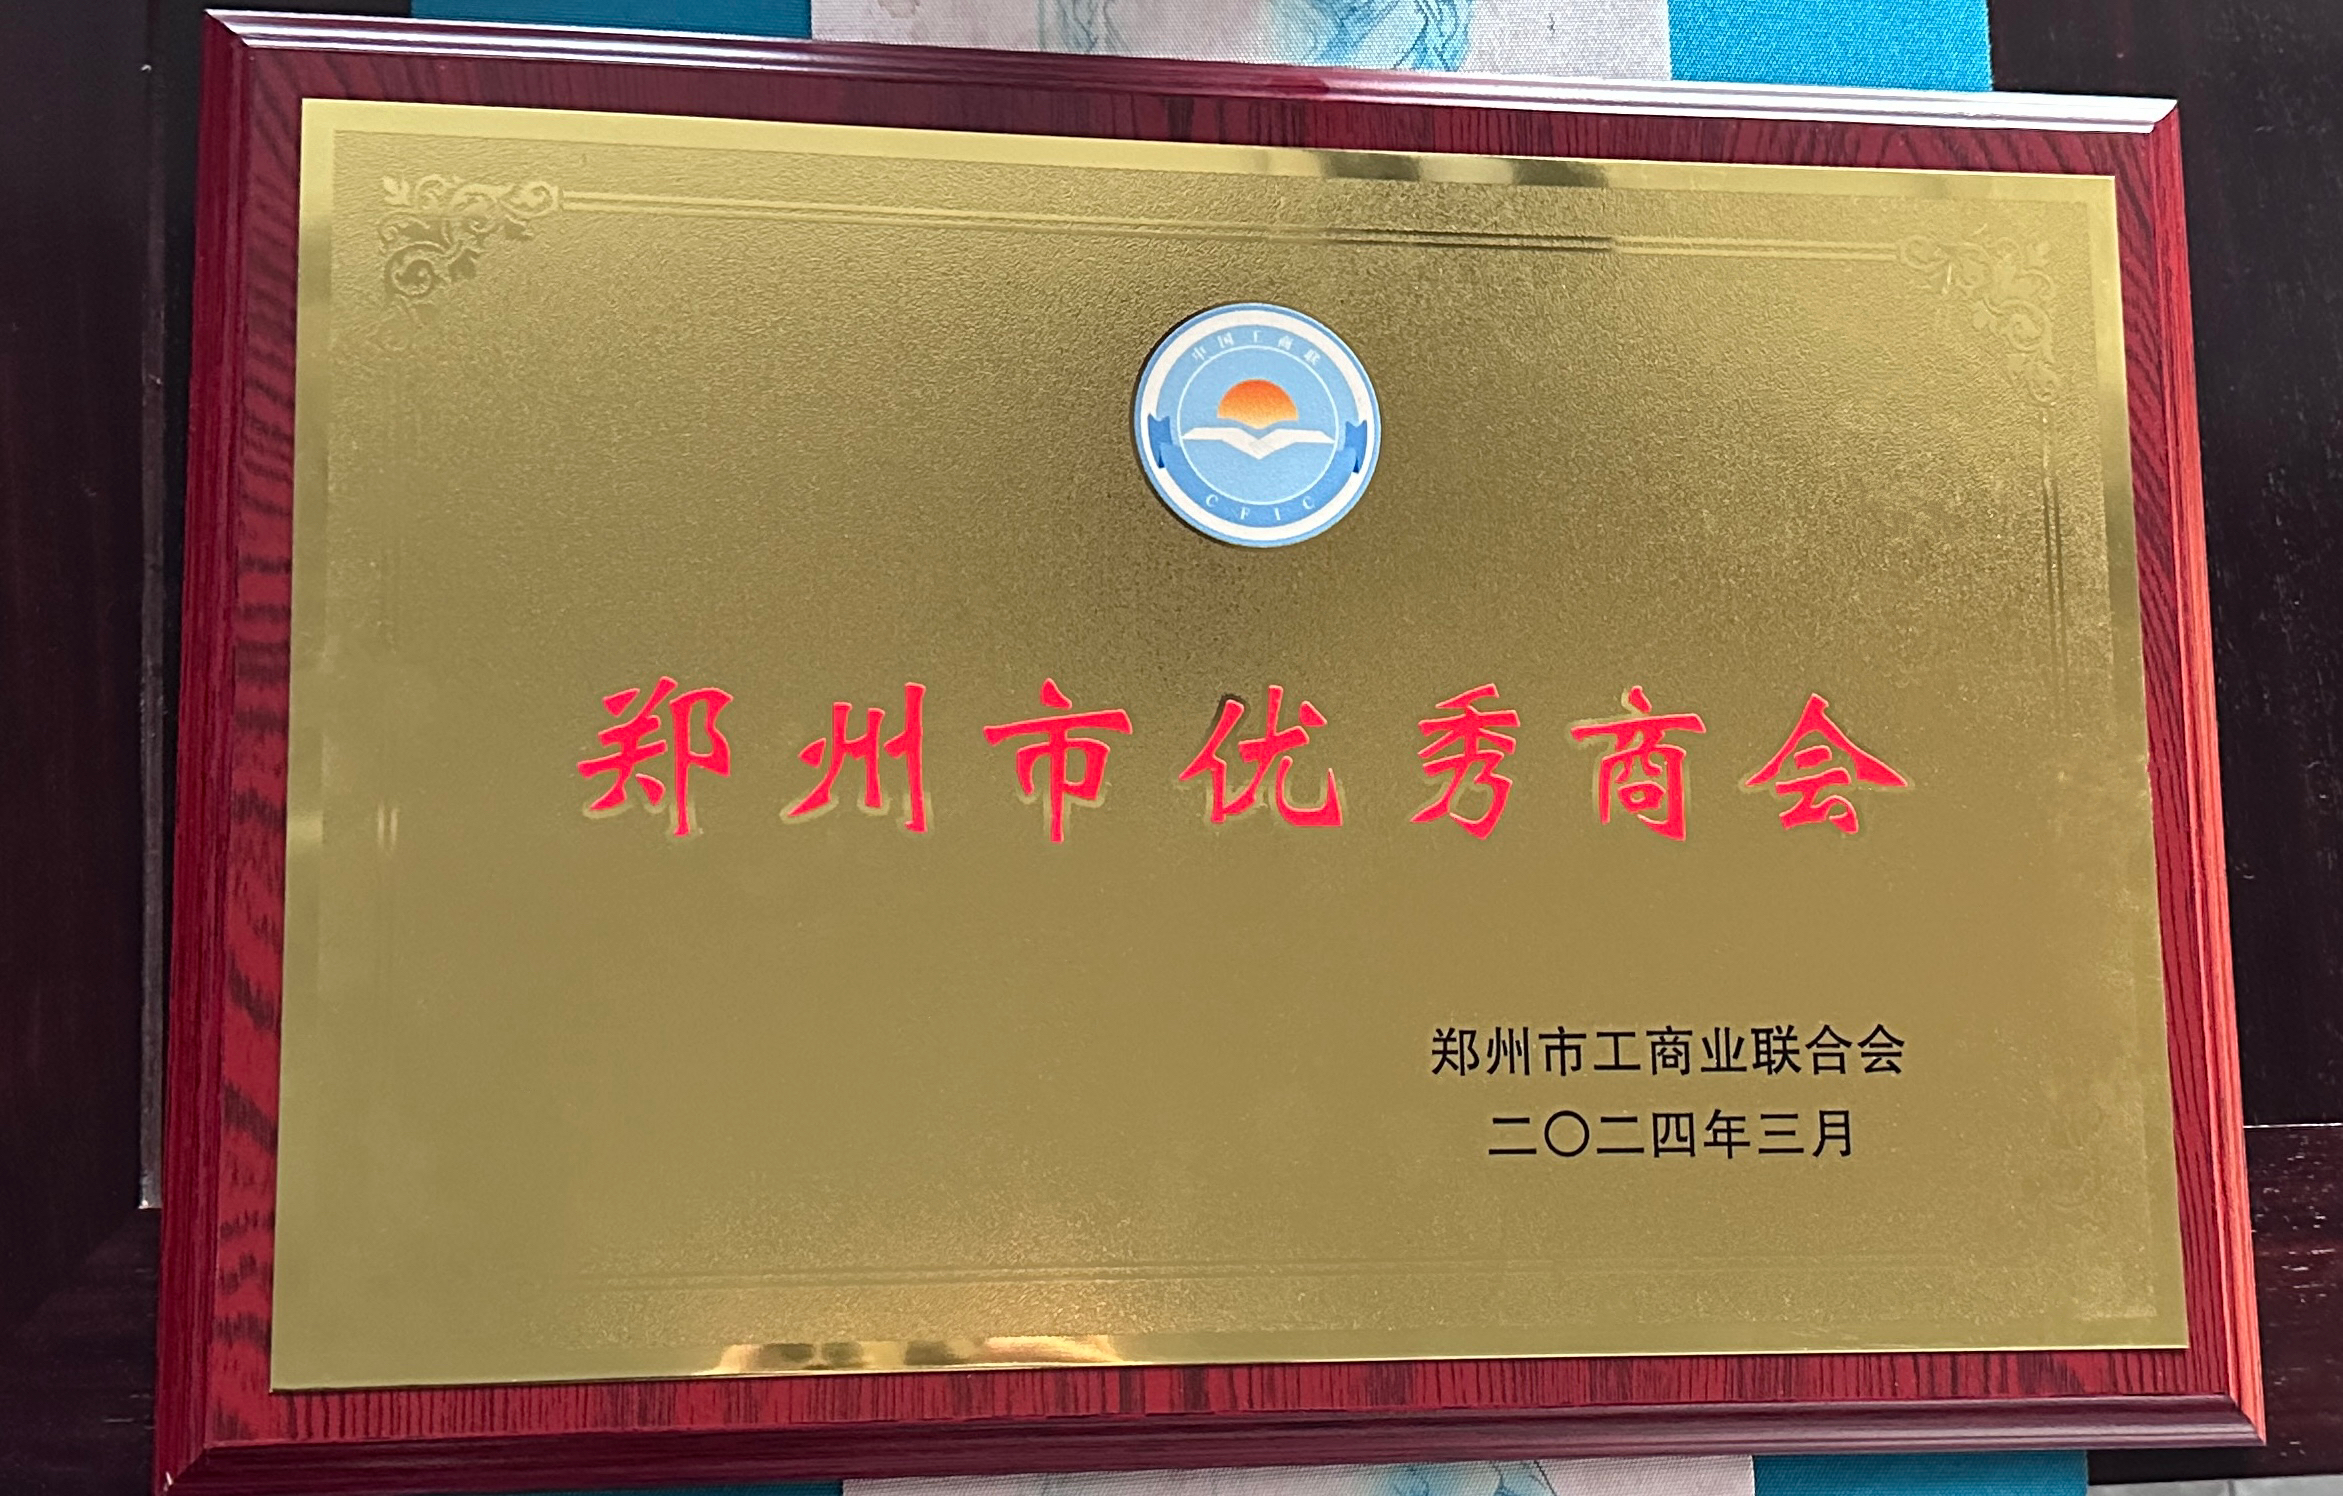 中国工商联
CFIC
郑州市优秀商会
郑州市工商业联合会
二〇二四年三月